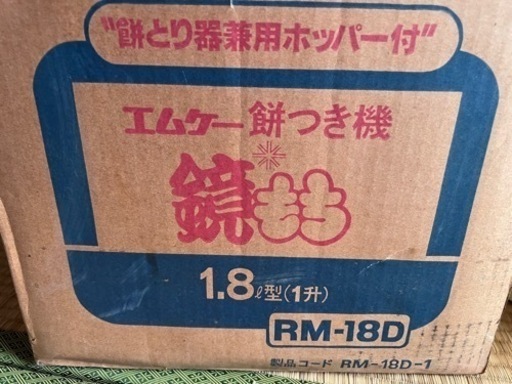 "餅とり器兼用ホッパー付"
エムケー餅つき機
鏡もち
1.8ℓ型(1升)
RM-18D
製品コード RM-18D-1